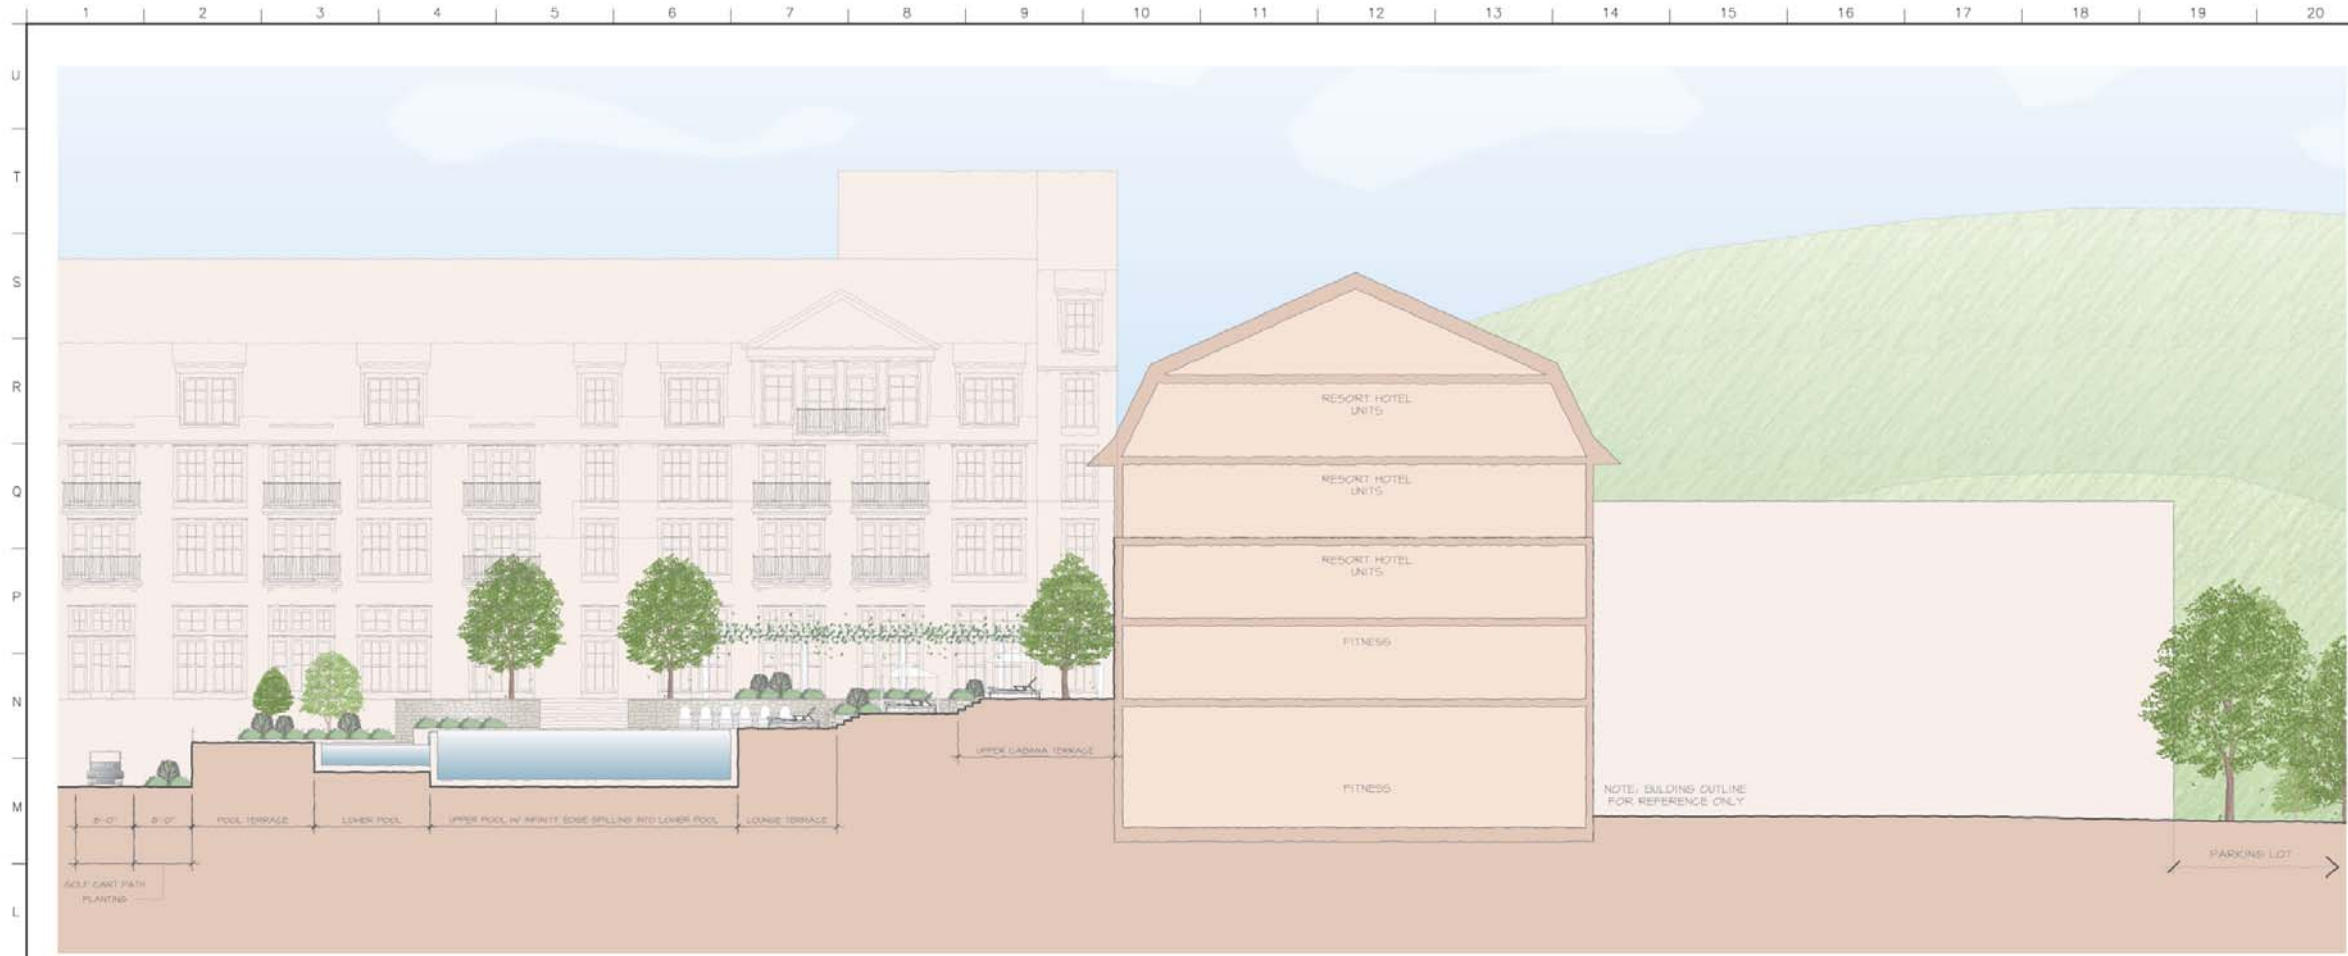 1 2 3 4 5 6 7 8 9 10 11 12 13 14 15 16 17 18 19 20
U
T
S
R
Q
P
N
M
L
RESORT HOTEL
UNITS
RESORT HOTEL
UNITS
RESORT HOTEL
UNITS
FITNESS
FITNESS
UPPER CABANA TERRACE
NOTE: BUILDING OUTLINE
FOR REFERENCE ONLY
8'-0" 8'-0" POOL TERRACE LOWER POOL UPPER POOL W/ INFINITY EDGE SPILLING INTO LOWER POOL LOUNGE TERRACE
PARKING LOT
GOLF CART PATH
PLANTING